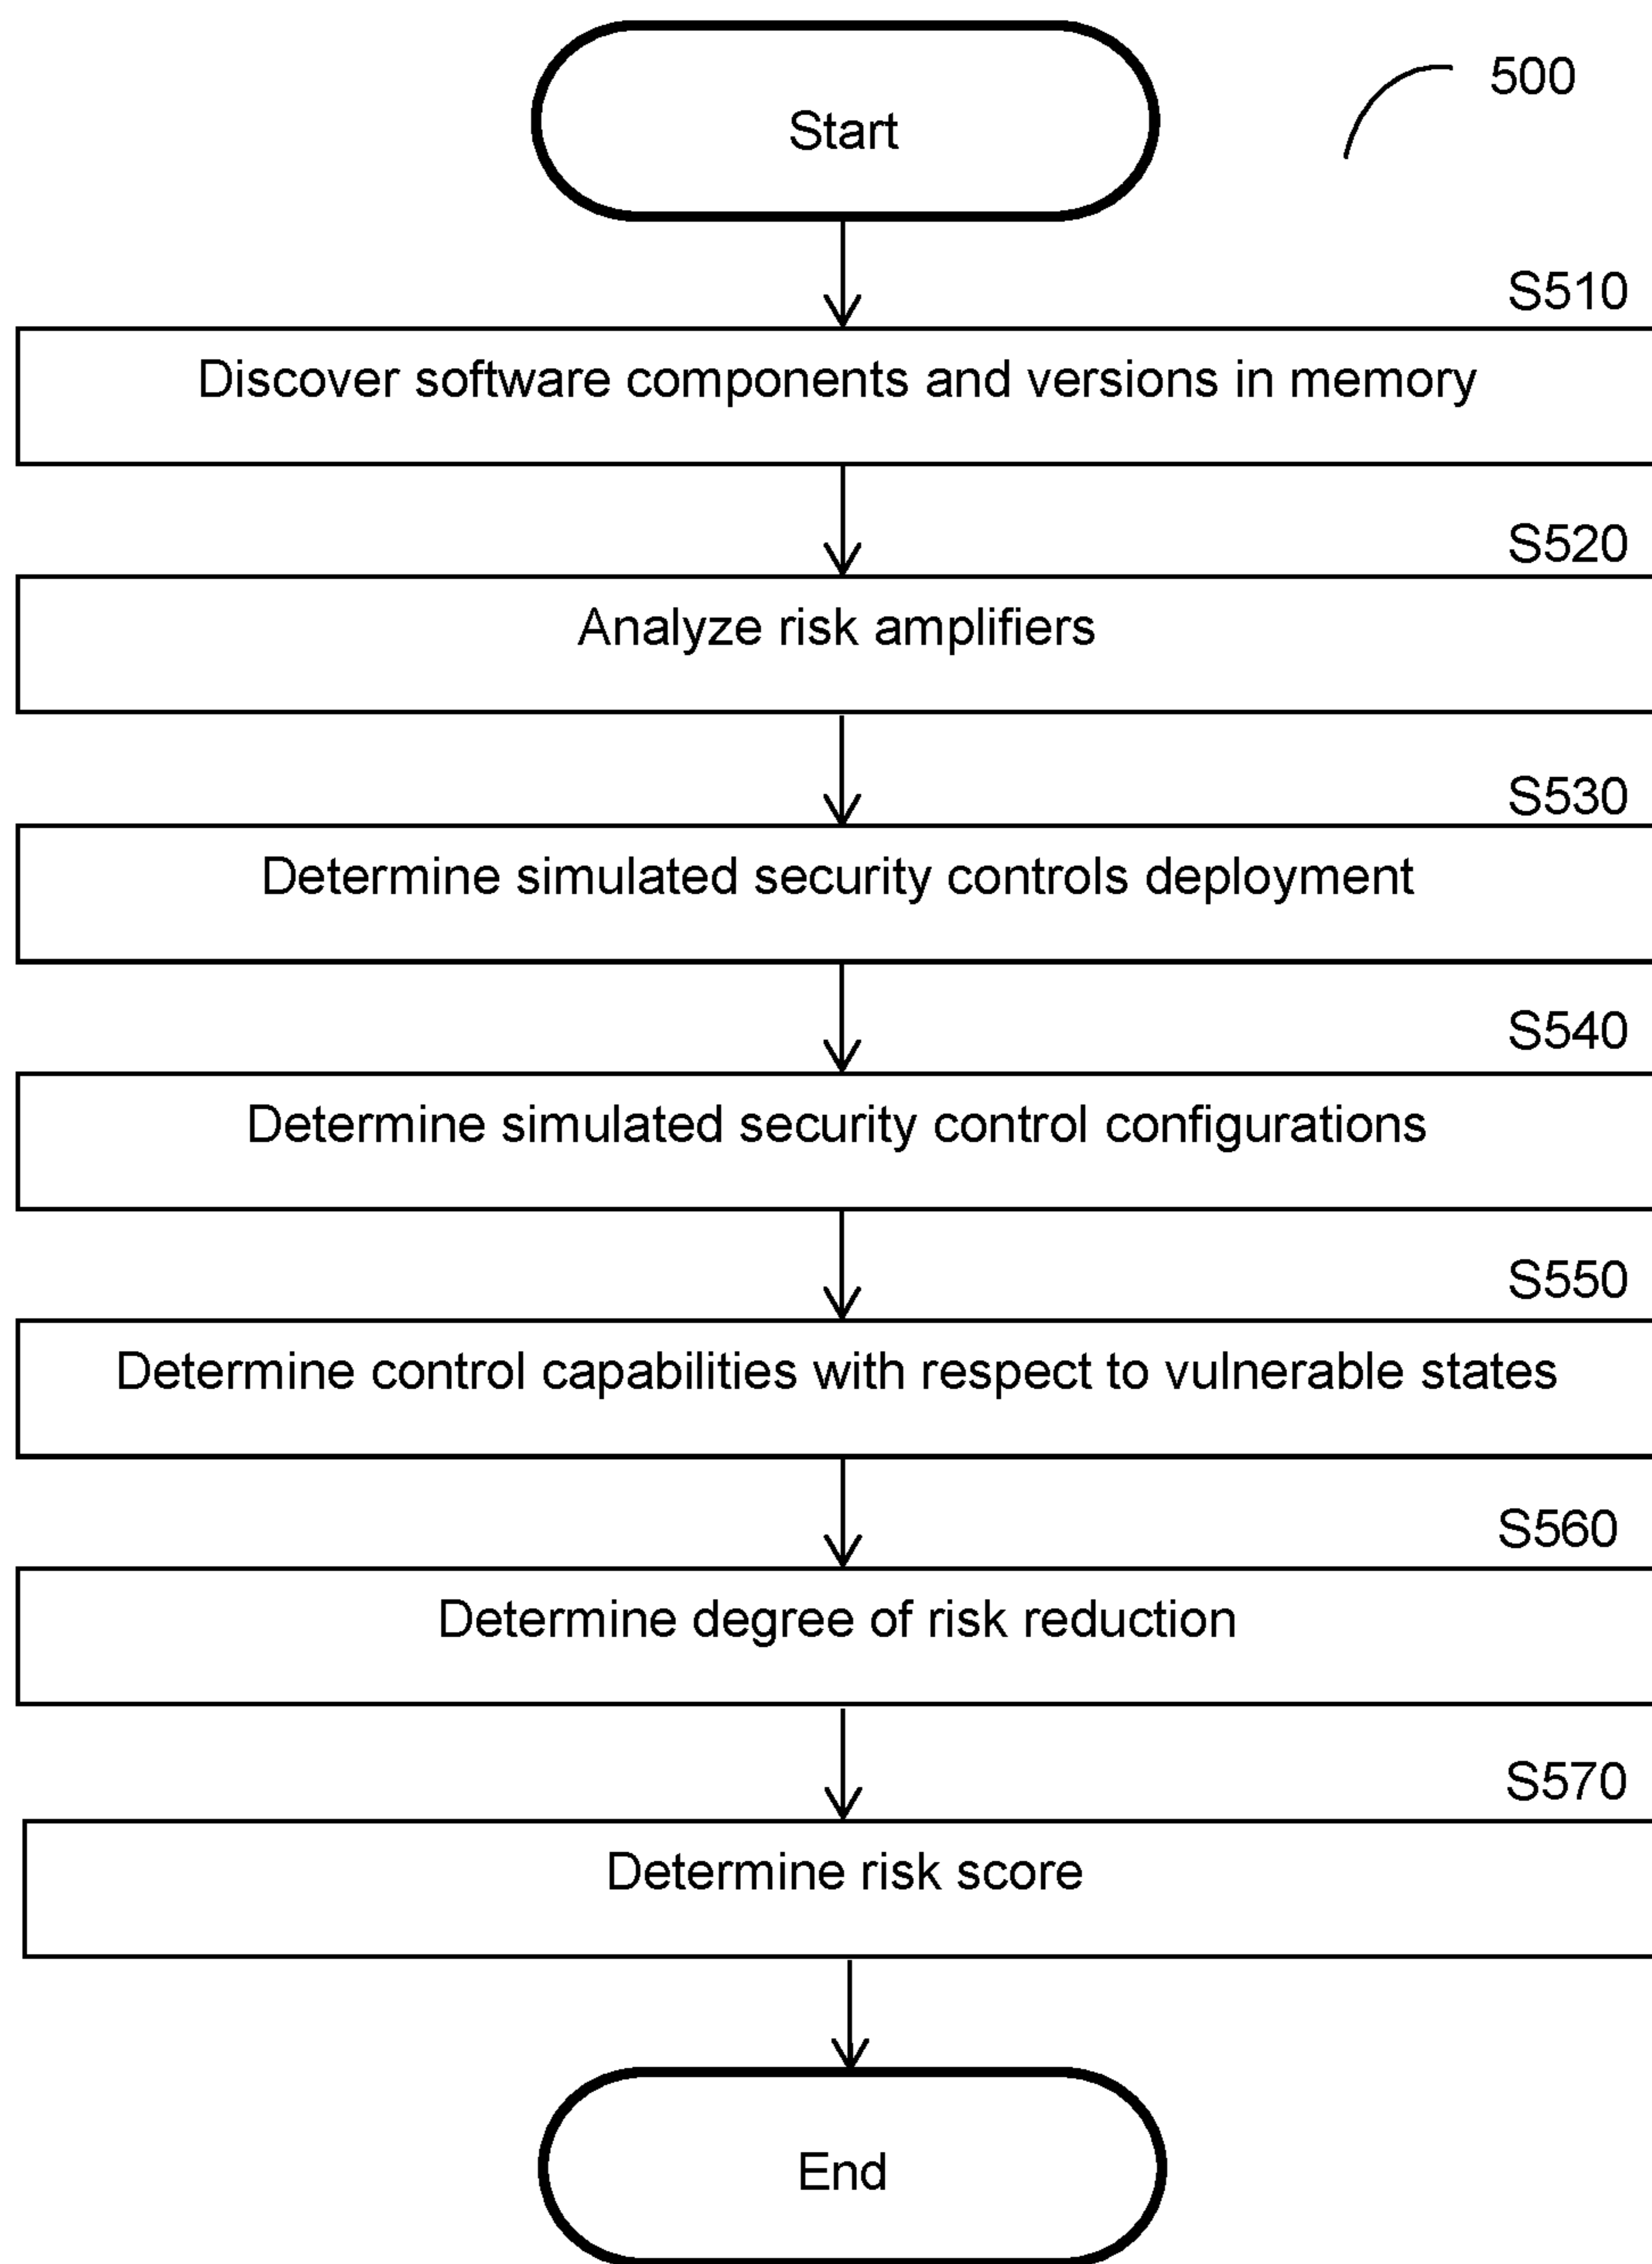 Start
500
S510
Discover software components and versions in memory
S520
Analyze risk amplifiers
S530
Determine simulated security controls deployment
S540
Determine simulated security control configurations
S550
Determine control capabilities with respect to vulnerable states
S560
Determine degree of risk reduction
S570
Determine risk score
End